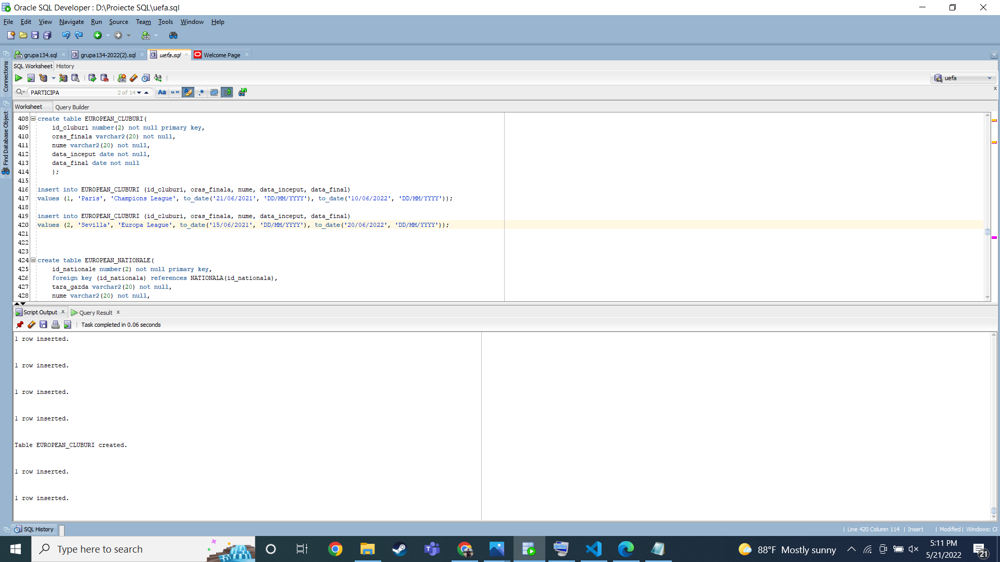 Oracle SQL Developer : D:\Proiecte SQL\uefa.sql
File Edit View Navigate Run Source Team Tools Window Help
grupa134.sql grupa134-2022(2).sql uefa.sql Welcome Page
SQL Worksheet History
uefa
PARTICIPA 2 of 14 Aa “ ” .*
Worksheet Query Builder
Connections
Find Database Object
408 create table EUROPEAN_CLUBURI(
409 id_cluburi number(2) not null primary key,
410 oras_finala varchar2(20) not null,
411 nume varchar2(20) not null,
412 data_inceput date not null,
413 data_final date not null
414 );
415
416 insert into EUROPEAN_CLUBURI (id_cluburi, oras_finala, nume, data_inceput, data_final)
417 values (1, 'Paris', 'Champions League', to_date('21/06/2021', 'DD/MM/YYYY'), to_date('10/06/2022', 'DD/MM/YYYY'));
418
419 insert into EUROPEAN_CLUBURI (id_cluburi, oras_finala, nume, data_inceput, data_final)
420 values (2, 'Sevilla', 'Europa League', to_date('15/06/2021', 'DD/MM/YYYY'), to_date('20/06/2022', 'DD/MM/YYYY'));
421
422
423
424 create table EUROPEAN_NATIONALE(
425 id_nationale number(2) not null primary key,
426 foreign key (id_nationala) references NATIONALA(id_nationala),
427 tara_gazda varchar2(20) not null,
428 nume varchar2(20) not null,
Script Output x Query Result x
Task completed in 0.06 seconds
1 row inserted.
1 row inserted.
1 row inserted.
1 row inserted.
Table EUROPEAN_CLUBURI created.
1 row inserted.
1 row inserted.
SQL History
Line 420 Column 114 | Insert | Modified | Windows: CF
Type here to search
88°F Mostly sunny
5:11 PM
5/21/2022
21